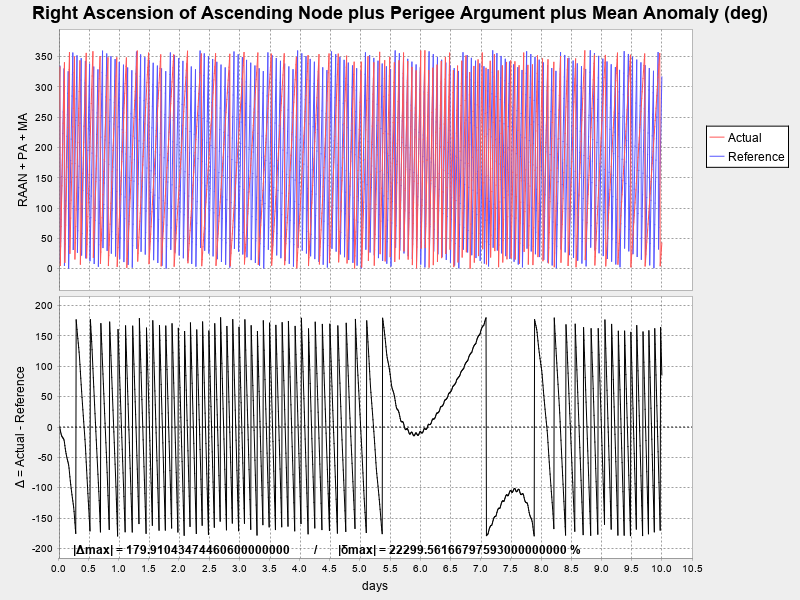 Right Ascension of Ascending Node plus Perigee Argument plus Mean Anomaly (deg)
RAAN + PA + MA
350
300
250
200
150
100
50
0
Actual
Reference
Δ = Actual - Reference
200
150
100
50
0
-50
-100
-150
-200
|Δmax| = 179.91043474460600000000 / |δmax| = 22299.56166797593000000000 %
0.0 0.5 1.0 1.5 2.0 2.5 3.0 3.5 4.0 4.5 5.0 5.5 6.0 6.5 7.0 7.5 8.0 8.5 9.0 9.5 10.0 10.5
days